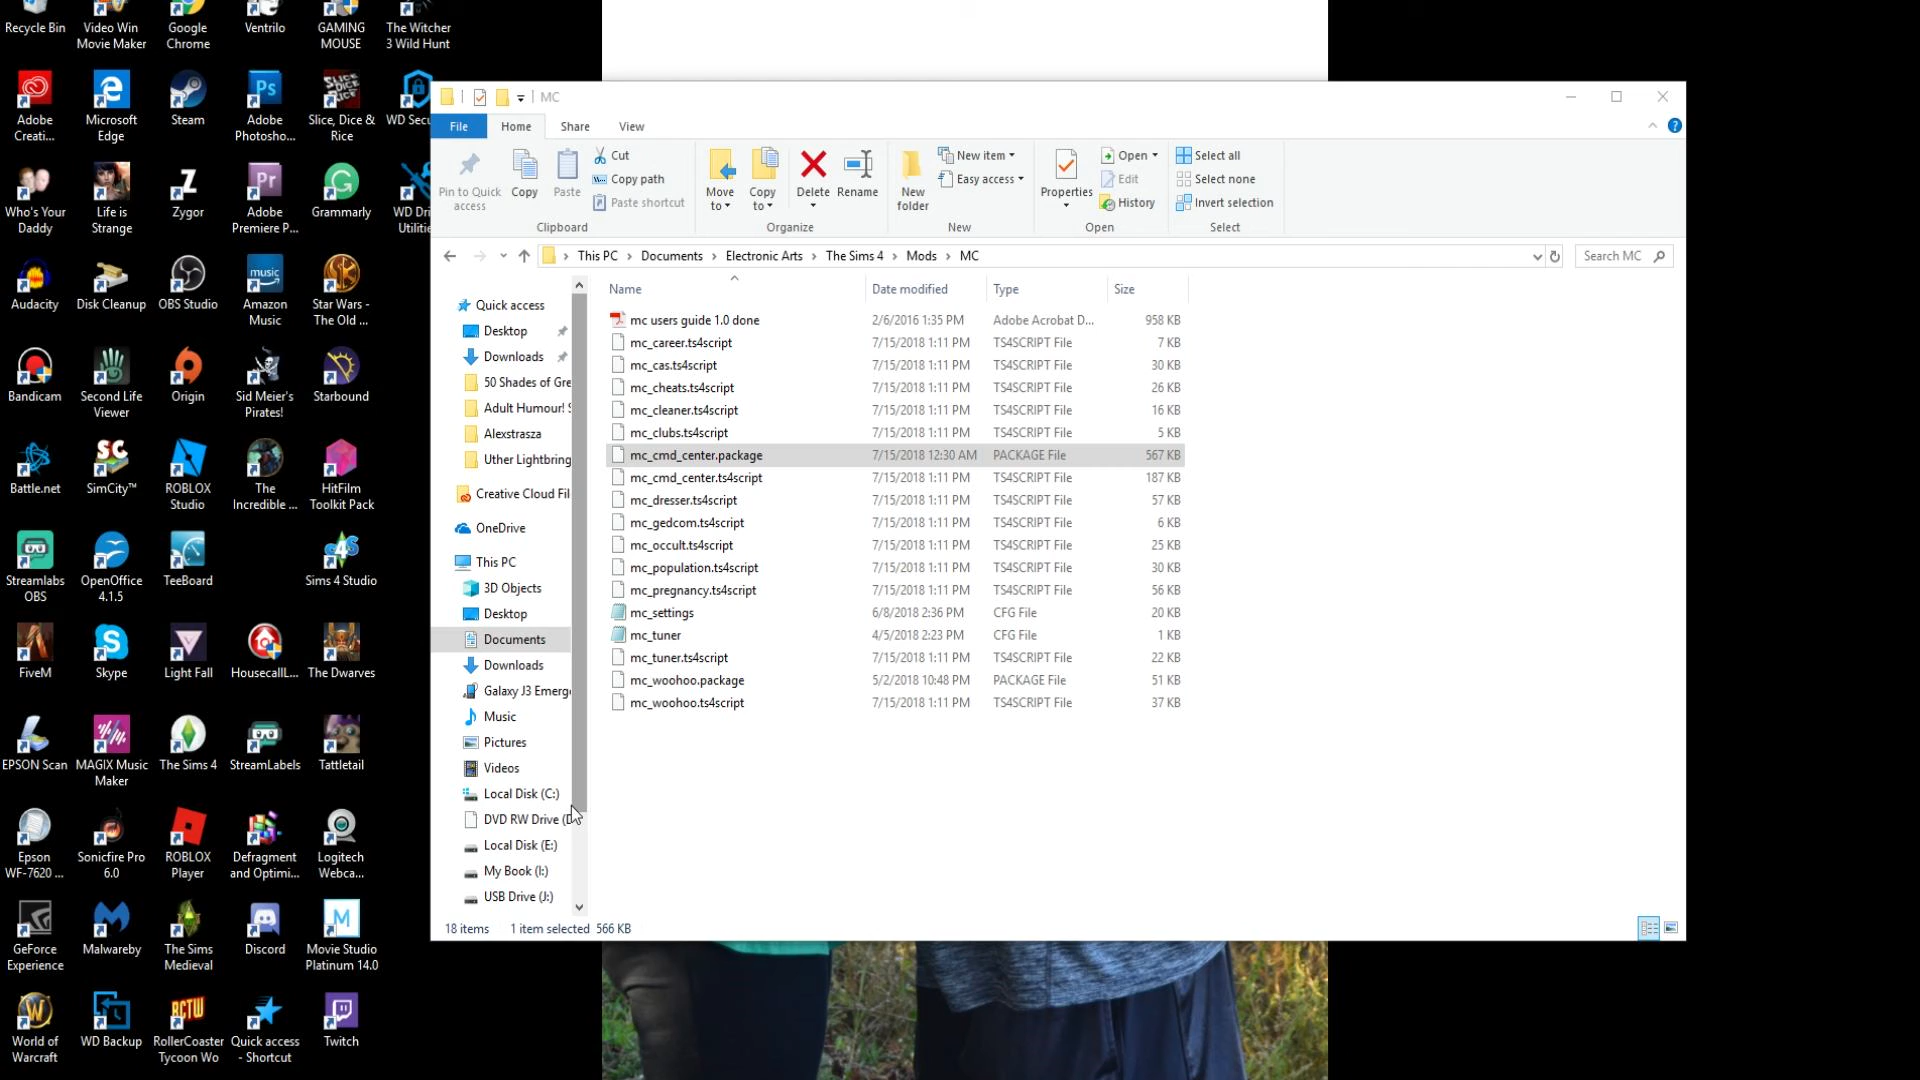 Recycle Bin
Video Win
Movie Maker
Google
Chrome
Ventrilo
GAMING
MOUSE
The Witcher
3 Wild Hunt
Adobe
Creati...
Microsoft
Edge
Steam
Adobe
Photosho...
Slice, Dice &
Rice
Who's Your
Daddy
Life is
Strange
Zygor
Adobe
Premiere P...
Grammarly
Audacity
Disk Cleanup
OBS Studio
Amazon
Music
Star Wars -
The Old ...
Bandicam
Second Life
Viewer
Origin
Sid Meier's
Pirates!
Starbound
Battle.net
SimCity™
ROBLOX
Studio
The
Incredible ...
HitFilm
Toolkit Pack
Streamlabs
OBS
OpenOffice
4.1.5
TeeBoard
Sims 4 Studio
FiveM
Skype
Light Fall
HousecallL...
The Dwarves
EPSON Scan
MAGIX Music
Maker
The Sims 4
StreamLabels
Tattletail
Epson
WF-7620 ...
Sonicfire Pro
6.0
ROBLOX
Player
Defragment
and Optimi...
Logitech
Webca...
GeForce
Experience
Malwareby
The Sims
Medieval
Discord
Movie Studio
Platinum 14.0
World of
Warcraft
WD Backup
RollerCoaster
Tycoon Wo
Quick access
- Shortcut
Twitch
MC
File Home Share View
Pin to Quick
access
Copy
Paste
Cut
Copy path
Paste shortcut
Clipboard
Move
to
Copy
to
Delete
Rename
Organize
New
folder
New item
Easy access
New
Properties
Open
Edit
History
Open
Select all
Select none
Invert selection
Select
This PC > Documents > Electronic Arts > The Sims 4 > Mods > MC
Search MC
Quick access
Desktop
Downloads
50 Shades of Gre
Adult Humour!
Alexstrasza
Uther Lightbring
Creative Cloud Fil
OneDrive
This PC
3D Objects
Desktop
Documents
Downloads
Galaxy J3 Emerg
Music
Pictures
Videos
Local Disk (C:)
DVD RW Drive
Local Disk (E:)
My Book (I:)
USB Drive (J:)
Name Date modified Type Size
mc users guide 1.0 done 2/6/2016 1:35 PM Adobe Acrobat D... 958 KB
mc_career.ts4script 7/15/2018 1:11 PM TS4SCRIPT File 7 KB
mc_cas.ts4script 7/15/2018 1:11 PM TS4SCRIPT File 30 KB
mc_cheats.ts4script 7/15/2018 1:11 PM TS4SCRIPT File 26 KB
mc_cleaner.ts4script 7/15/2018 1:11 PM TS4SCRIPT File 16 KB
mc_clubs.ts4script 7/15/2018 1:11 PM TS4SCRIPT File 5 KB
mc_cmd_center.package 7/15/2018 12:30 AM PACKAGE File 567 KB
mc_cmd_center.ts4script 7/15/2018 1:11 PM TS4SCRIPT File 187 KB
mc_dresser.ts4script 7/15/2018 1:11 PM TS4SCRIPT File 57 KB
mc_gedcom.ts4script 7/15/2018 1:11 PM TS4SCRIPT File 6 KB
mc_occult.ts4script 7/15/2018 1:11 PM TS4SCRIPT File 25 KB
mc_population.ts4script 7/15/2018 1:11 PM TS4SCRIPT File 30 KB
mc_pregnancy.ts4script 7/15/2018 1:11 PM TS4SCRIPT File 56 KB
mc_settings 6/8/2018 2:36 PM CFG File 20 KB
mc_tuner 4/5/2018 2:23 PM CFG File 1 KB
mc_tuner.ts4script 7/15/2018 1:11 PM TS4SCRIPT File 22 KB
mc_woohoo.package 5/2/2018 10:48 PM PACKAGE File 51 KB
mc_woohoo.ts4script 7/15/2018 1:11 PM TS4SCRIPT File 37 KB
18 items 1 item selected 566 KB